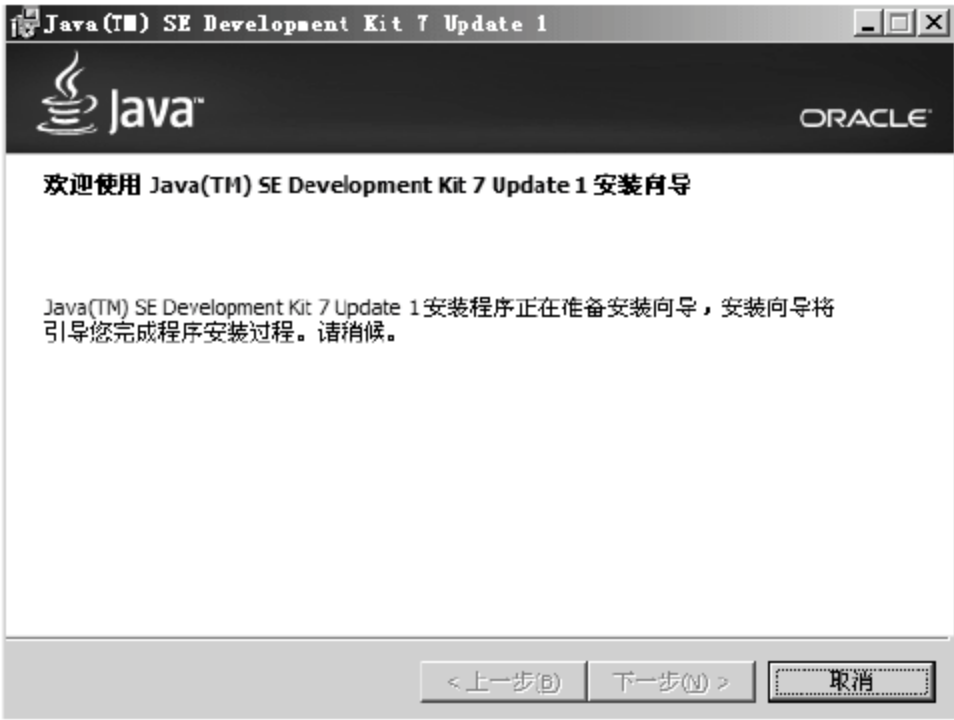 Java(TM) SE Development Kit 7 Update 1
Java™
ORACLE
欢迎使用 Java(TM) SE Development Kit 7 Update 1 安装向导
Java(TM) SE Development Kit 7 Update 1 安装程序正在准备安装向导，安装向导将
引导您完成程序安装过程。请稍候。
< 上一步(B)
下一步(N) >
取消